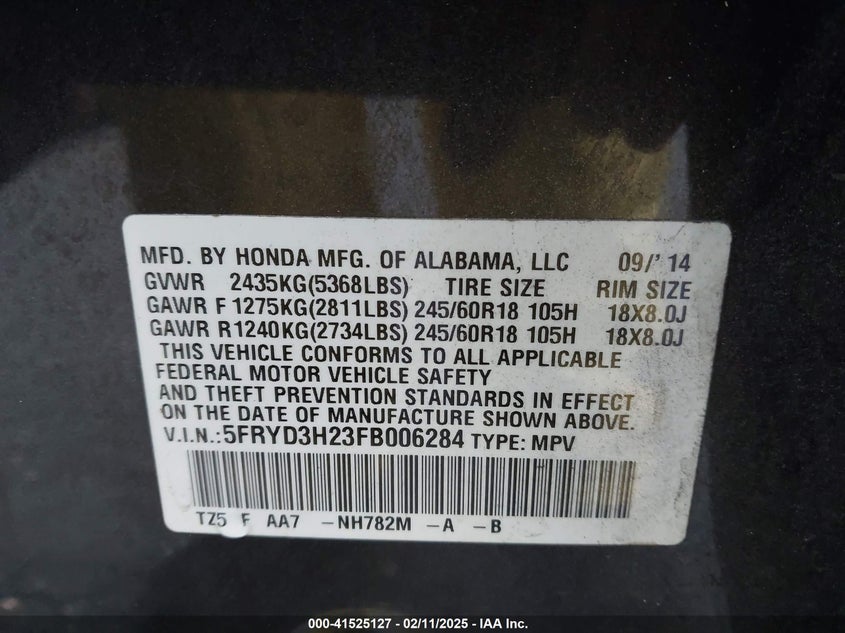 MFD. BY HONDA MFG. OF ALABAMA, LLC 09/' 14
GVWR 2435KG(5368LBS) TIRE SIZE RIM SIZE
GAWR F 1275KG(2811LBS) 245/60R18 105H 18X8.0J
GAWR R1240KG(2734LBS) 245/60R18 105H 18X8.0J
THIS VEHICLE CONFORMS TO ALL APPLICABLE
FEDERAL MOTOR VEHICLE SAFETY
AND THEFT PREVENTION STANDARDS IN EFFECT
ON THE DATE OF MANUFACTURE SHOWN ABOVE.
V.I.N.:5FRYD3H23FB006284 TYPE: MPV
TZ5 F AA7 -NH782M -A -B
000-41525127 - 02/11/2025 - IAA Inc.